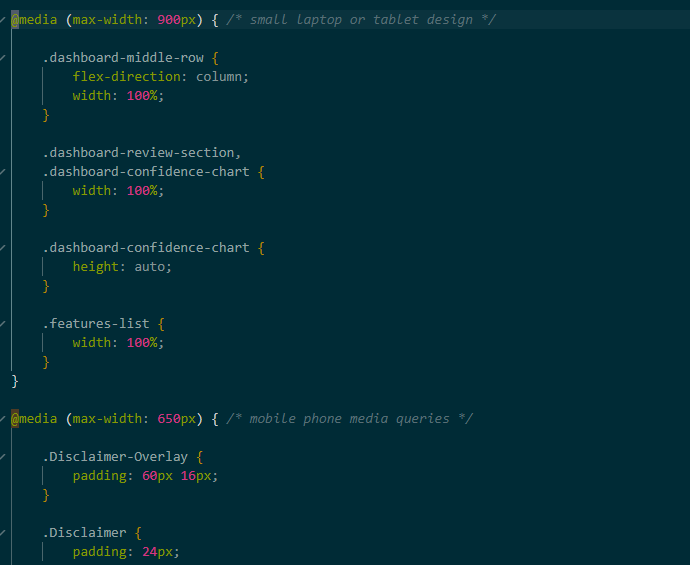 @media (max-width: 900px) { /* small laptop or tablet design */
.dashboard-middle-row {
flex-direction: column;
width: 100%;
}
.dashboard-review-section,
.dashboard-confidence-chart {
width: 100%;
}
.dashboard-confidence-chart {
height: auto;
}
.features-list {
width: 100%;
}
}
@media (max-width: 650px) { /* mobile phone media queries */
.Disclaimer-Overlay {
padding: 60px 16px;
}
.Disclaimer {
padding: 24px;